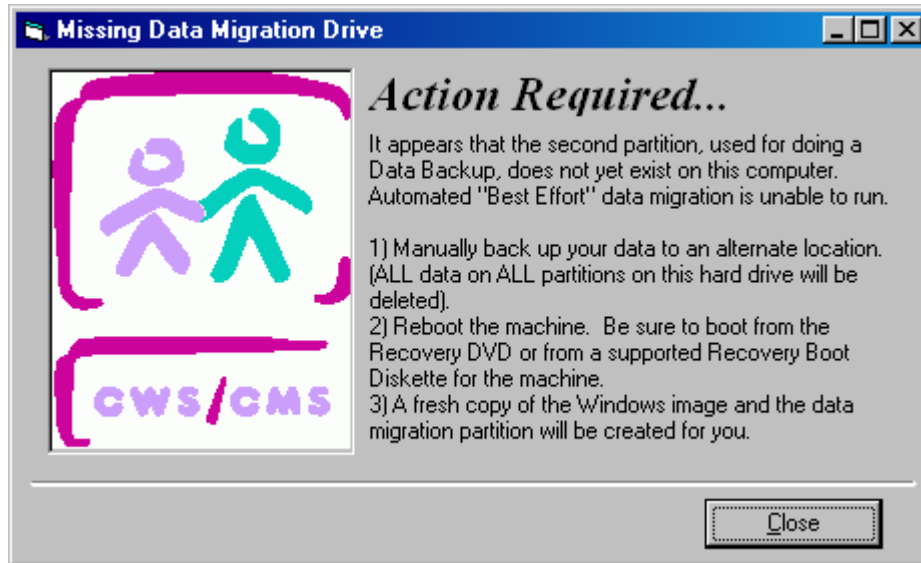 Missing Data Migration Drive
Action Required...
It appears that the second partition, used for doing a
Data Backup, does not yet exist on this computer.
Automated "Best Effort" data migration is unable to run.
1) Manually back up your data to an alternate location.
(ALL data on ALL partitions on this hard drive will be
deleted).
2) Reboot the machine.  Be sure to boot from the
Recovery DVD or from a supported Recovery Boot
Diskette for the machine.
3) A fresh copy of the Windows image and the data
migration partition will be created for you.
CWS/CMS
Close